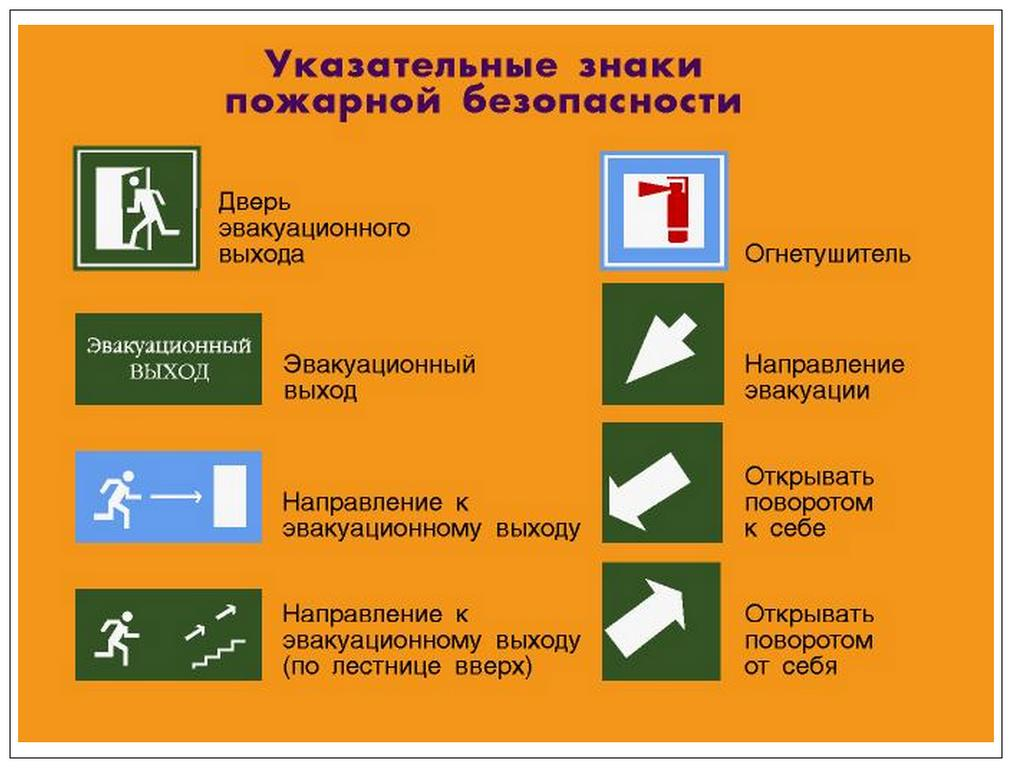 Указательные знаки
пожарной безопасности
Дверь
эвакуационного
выхода
Огнетушитель
Эвакуационный
ВЫХОД
Эвакуационный
выход
Направление
эвакуации
Направление к
эвакуационному выходу
Открывать
поворотом
к себе
Направление к
эвакуационному выходу
(по лестнице вверх)
Открывать
поворотом
от себя